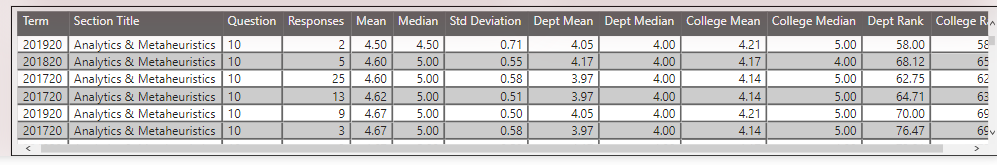 Term Section Title Question Responses Mean Median Std Deviation Dept Mean Dept Median College Mean College Median Dept Rank College R
201920 Analytics & Metaheuristics 10 2 4.50 4.50 0.71 4.05 4.00 4.21 5.00 58.00 58
201820 Analytics & Metaheuristics 10 5 4.60 5.00 0.55 4.17 4.00 4.17 4.00 68.12 65
201720 Analytics & Metaheuristics 10 25 4.60 5.00 0.58 3.97 4.00 4.14 5.00 62.75 62
201720 Analytics & Metaheuristics 10 13 4.62 5.00 0.51 3.97 4.00 4.14 5.00 64.71 63
201920 Analytics & Metaheuristics 10 9 4.67 5.00 0.50 4.05 4.00 4.21 5.00 70.00 69
201720 Analytics & Metaheuristics 10 3 4.67 5.00 0.58 3.97 4.00 4.14 5.00 76.47 69